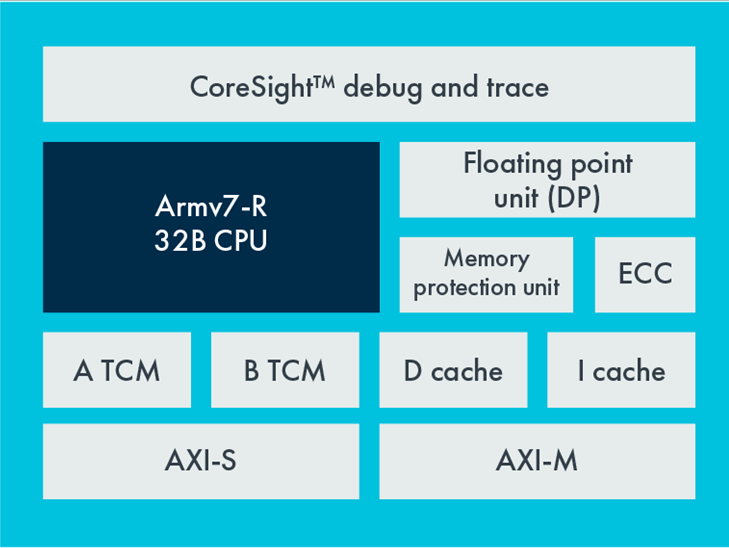 CoreSight™ debug and trace
Armv7-R
32B CPU
Floating point
unit (DP)
Memory
protection unit
ECC
A TCM
B TCM
D cache
I cache
AXI-S
AXI-M